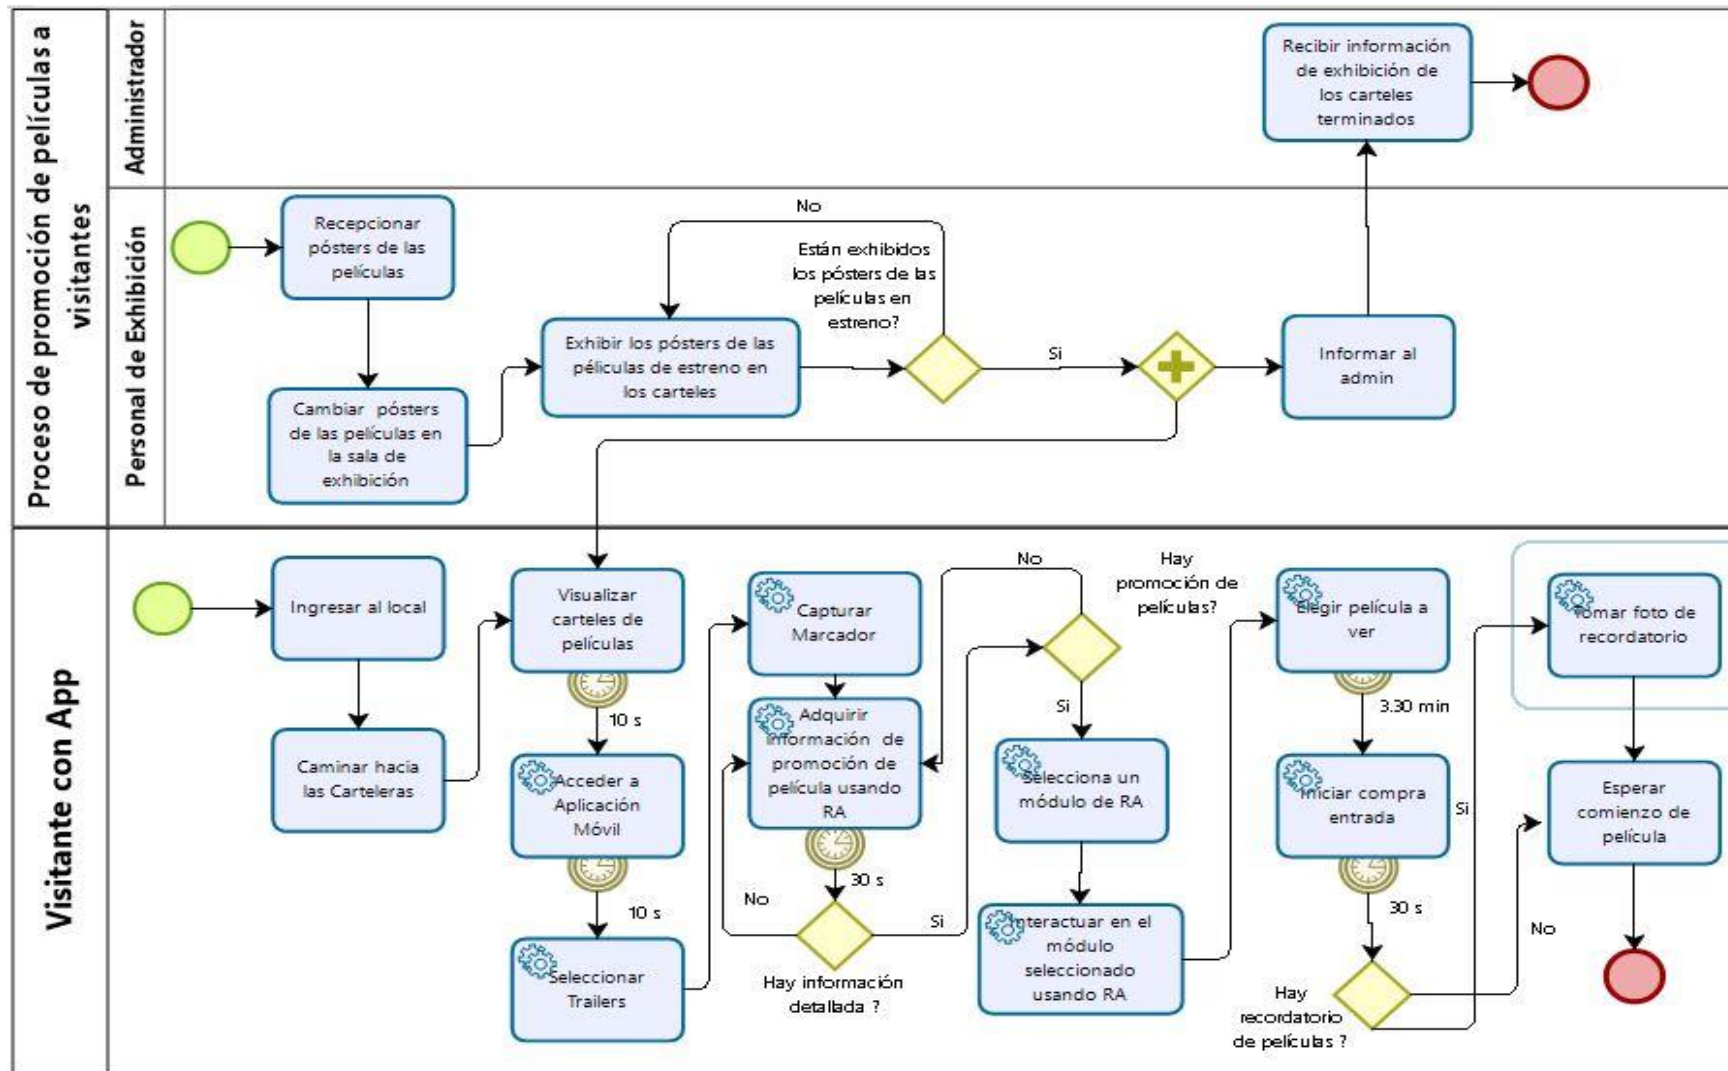 Proceso de promoción de películas a
visitantes
Administrador
Recibir información
de exhibición de
los carteles
terminados
Personal de Exhibición
Recepcionar
pósters de las
películas
Cambiar pósters
de las películas en
la sala de
exhibición
Exhibir los pósters de las
péliculas de estreno en
los carteles
No
Están exhibidos
los pósters de las
películas en
estreno?
Si
Informar al
admin
Visitante con App
Ingresar al local
Caminar hacia
las Carteleras
Visualizar
carteles de
películas
10 s
Acceder a
Aplicación
Móvil
10 s
Seleccionar
Trailers
Capturar
Marcador
Adquirir
información de
promoción de
película usando
RA
30 s
No
Si
Hay información
detallada ?
No
Hay
promoción de
películas?
Si
Selecciona un
módulo de RA
Interactuar en el
módulo
seleccionado
usando RA
Elegir película a
ver
3.30 min
Iniciar compra
entrada
30 s
Si
No
Hay
recordatorio
de películas ?
Tomar foto de
recordatorio
Esperar
comienzo de
película